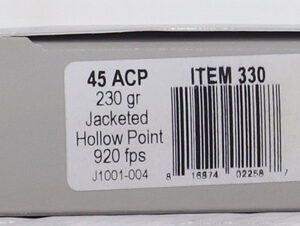 45 ACP ITEM 330
230 gr
Jacketed
Hollow Point
920 fps
J1001-004
8 16874 02258 7